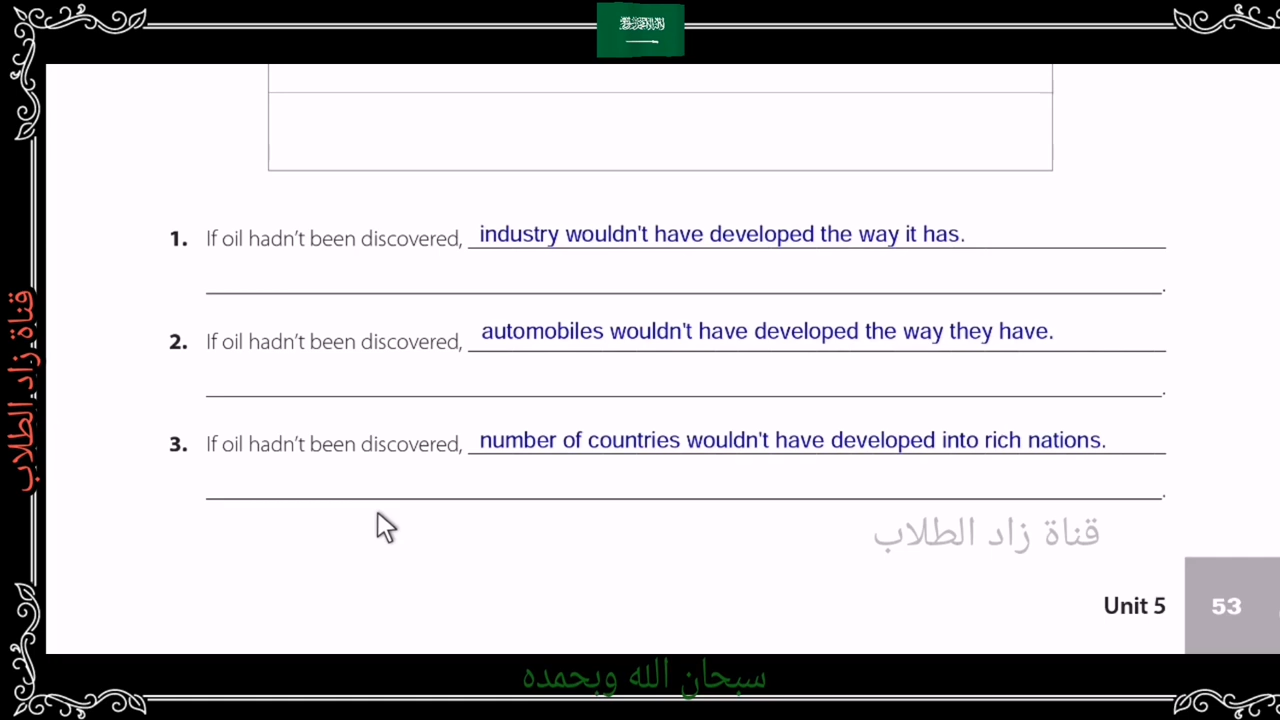 1. If oil hadn't been discovered, industry wouldn't have developed the way it has.
.
2. If oil hadn't been discovered, automobiles wouldn't have developed the way they have.
.
3. If oil hadn't been discovered, number of countries wouldn't have developed into rich nations.
.
قناة زاد الطلاب
قناة زاد الطلاب
Unit 5 53
سبحان الله وبحمده